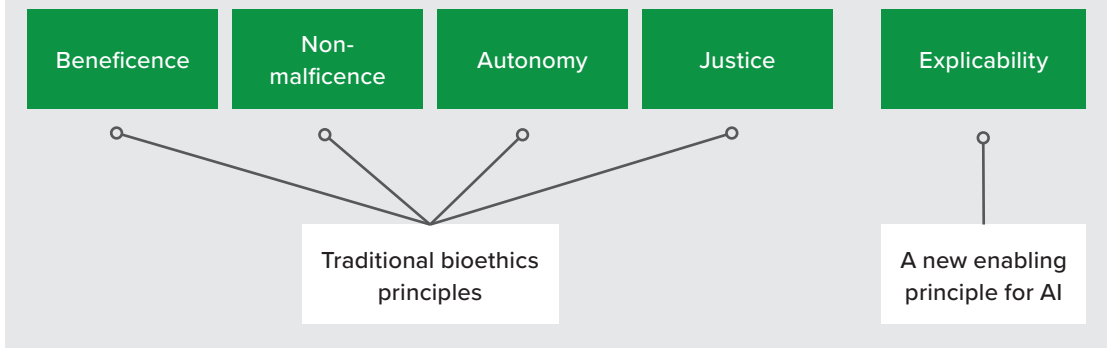 Beneficence
Non-
malficence
Autonomy
Justice
Explicability
Traditional bioethics
principles
A new enabling
principle for AI